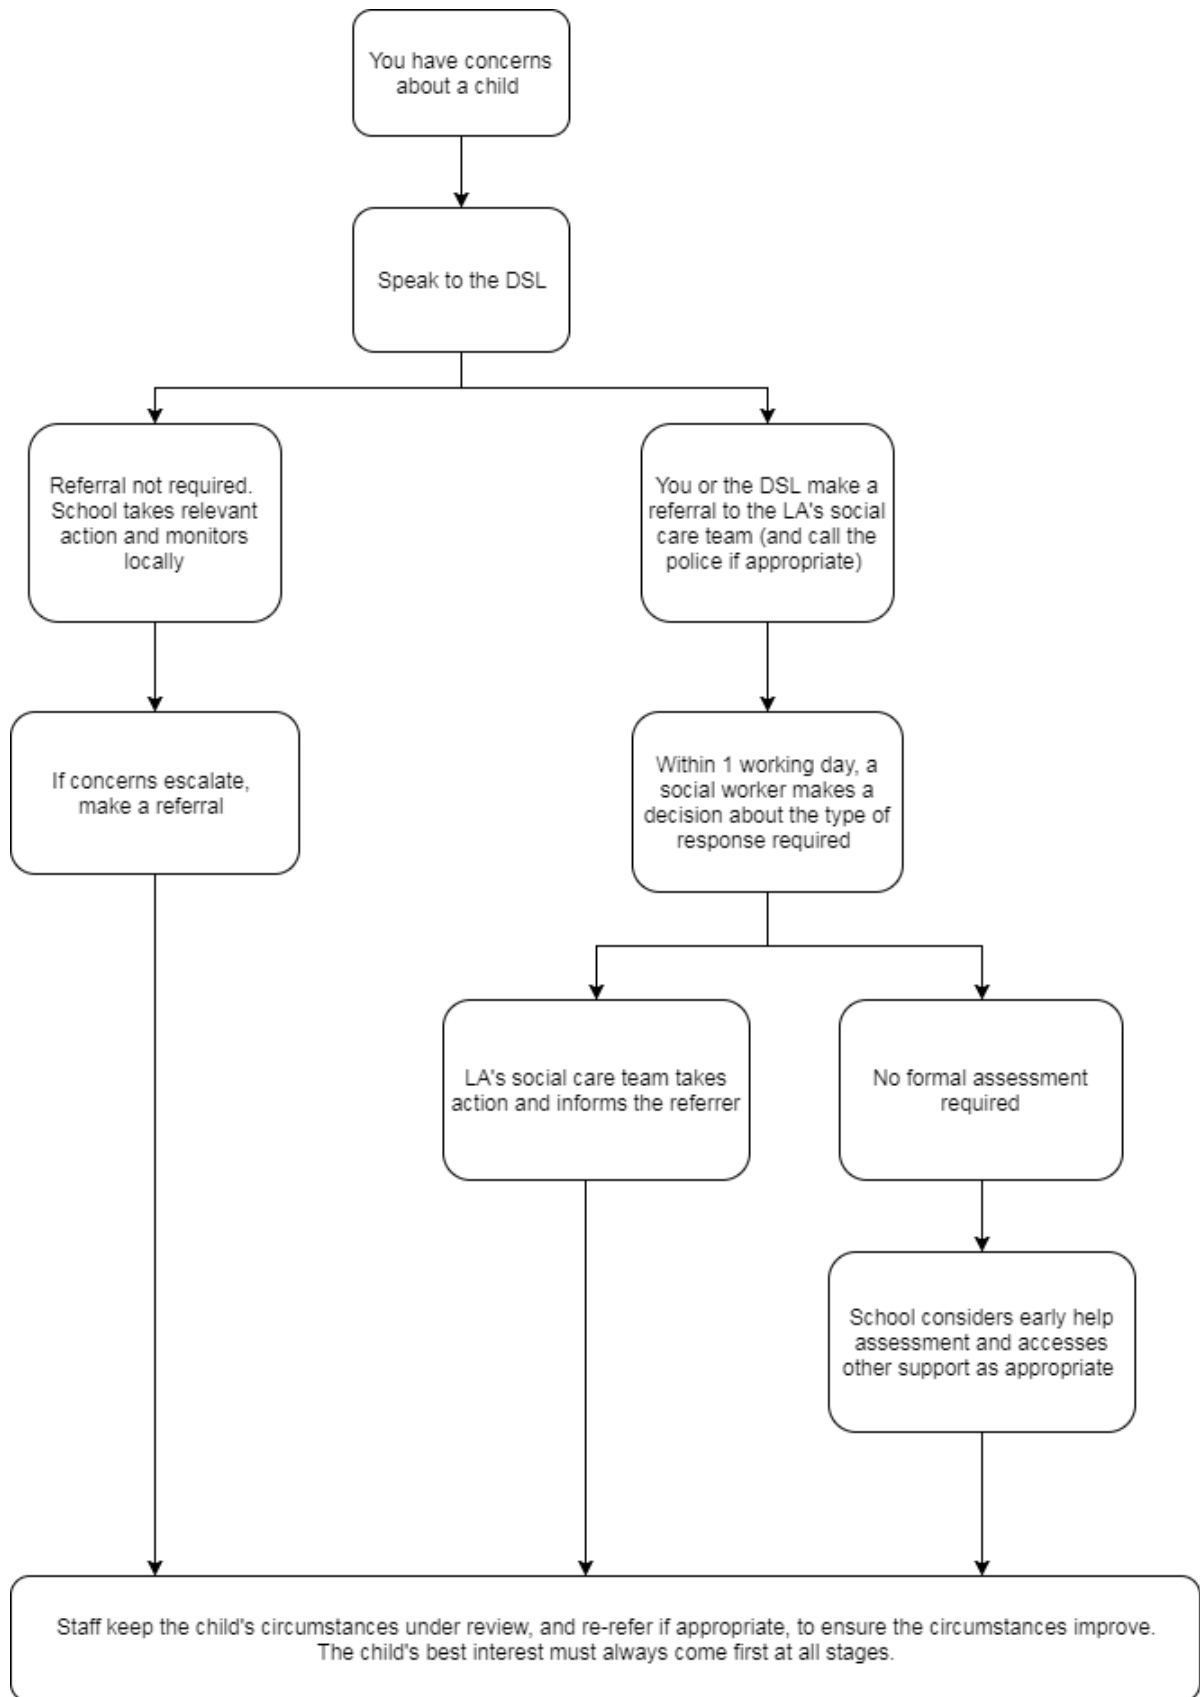 You have concerns
about a child
Speak to the DSL
Referral not required.
School takes relevant
action and monitors
locally
You or the DSL make a
referral to the LA's social
care team (and call the
police if appropriate)
If concerns escalate,
make a referral
Within 1 working day, a
social worker makes a
decision about the type of
response required
LA's social care team takes
action and informs the referrer
No formal assessment
required
School considers early help
assessment and accesses
other support as appropriate
Staff keep the child's circumstances under review, and re-refer if appropriate, to ensure the circumstances improve.
The child's best interest must always come first at all stages.